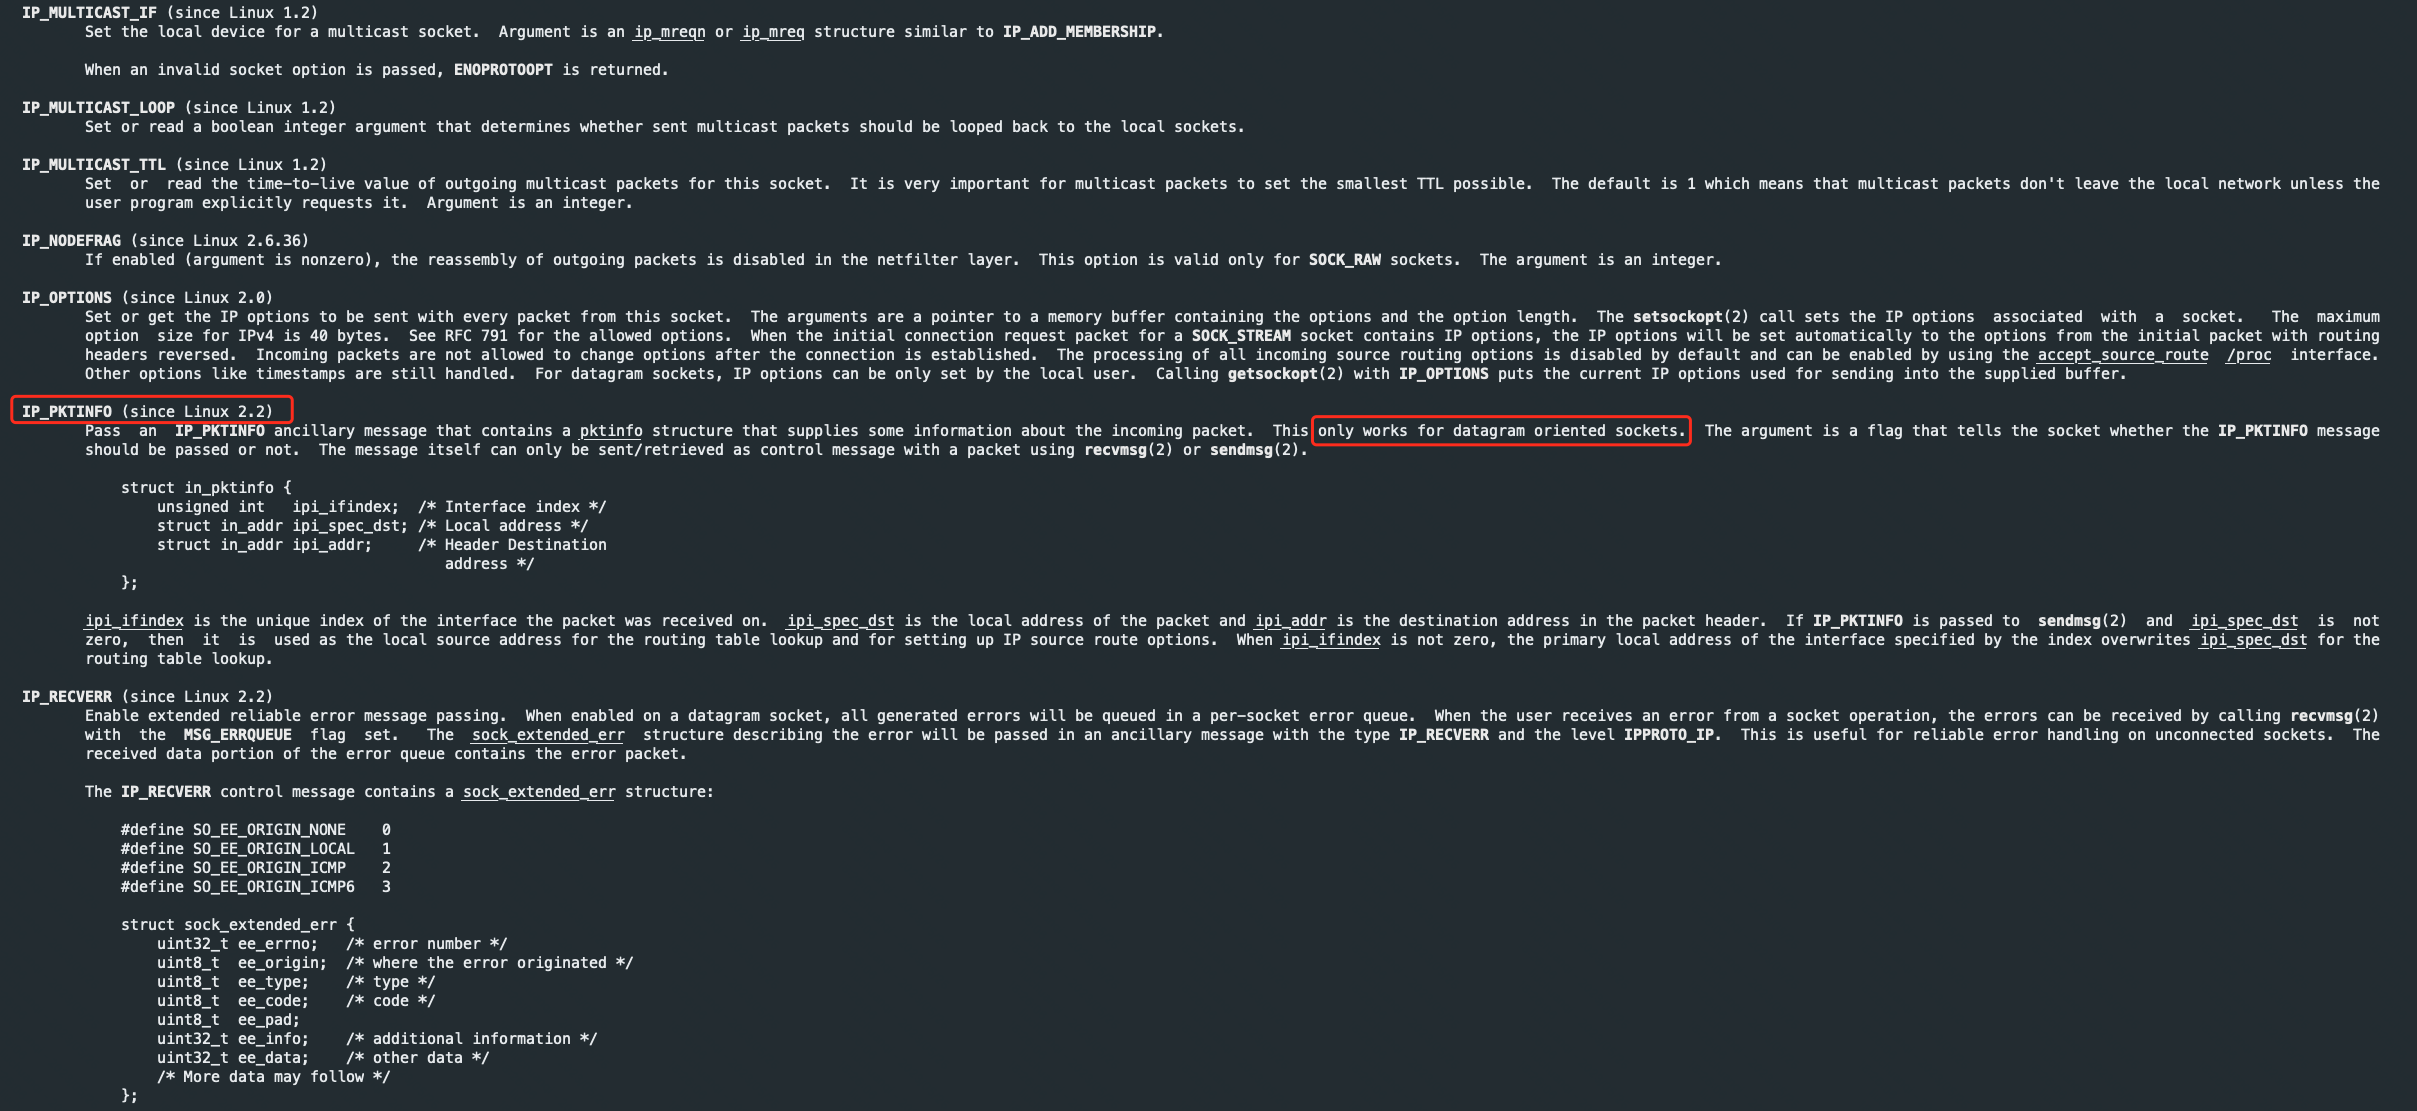 IP_MULTICAST_IF (since Linux 1.2)
Set the local device for a multicast socket.  Argument is an ip_mreqn or ip_mreq structure similar to IP_ADD_MEMBERSHIP.
When an invalid socket option is passed, ENOPROTOOPT is returned.
IP_MULTICAST_LOOP (since Linux 1.2)
Set or read a boolean integer argument that determines whether sent multicast packets should be looped back to the local sockets.
IP_MULTICAST_TTL (since Linux 1.2)
Set  or  read the time-to-live value of outgoing multicast packets for this socket.  It is very important for multicast packets to set the smallest TTL possible.  The default is 1 which means that multicast packets don't leave the local network unless the
user program explicitly requests it.  Argument is an integer.
IP_NODEFRAG (since Linux 2.6.36)
If enabled (argument is nonzero), the reassembly of outgoing packets is disabled in the netfilter layer.  This option is valid only for SOCK_RAW sockets.  The argument is an integer.
IP_OPTIONS (since Linux 2.0)
Set or get the IP options to be sent with every packet from this socket.  The arguments are a pointer to a memory buffer containing the options and the option length.  The setsockopt(2) call sets the IP options  associated  with  a  socket.   The  maximum
option  size for IPv4 is 40 bytes.  See RFC 791 for the allowed options.  When the initial connection request packet for a SOCK_STREAM socket contains IP options, the IP options will be set automatically to the options from the initial packet with routing
headers reversed.  Incoming packets are not allowed to change options after the connection is established.  The processing of all incoming source routing options is disabled by default and can be enabled by using the accept_source_route  /proc  interface.
Other options like timestamps are still handled.  For datagram sockets, IP options can be only set by the local user.  Calling getsockopt(2) with IP_OPTIONS puts the current IP options used for sending into the supplied buffer.
IP_PKTINFO (since Linux 2.2)
Pass  an  IP_PKTINFO ancillary message that contains a pktinfo structure that supplies some information about the incoming packet.  This only works for datagram oriented sockets.  The argument is a flag that tells the socket whether the IP_PKTINFO message
should be passed or not.  The message itself can only be sent/retrieved as control message with a packet using recvmsg(2) or sendmsg(2).
struct in_pktinfo {
unsigned int   ipi_ifindex;  /* Interface index */
struct in_addr ipi_spec_dst; /* Local address */
struct in_addr ipi_addr;     /* Header Destination
address */
};
ipi_ifindex is the unique index of the interface the packet was received on.  ipi_spec_dst is the local address of the packet and ipi_addr is the destination address in the packet header.  If IP_PKTINFO is passed to  sendmsg(2)  and  ipi_spec_dst  is  not
zero,  then  it  is  used as the local source address for the routing table lookup and for setting up IP source route options.  When ipi_ifindex is not zero, the primary local address of the interface specified by the index overwrites ipi_spec_dst for the
routing table lookup.
IP_RECVERR (since Linux 2.2)
Enable extended reliable error message passing.  When enabled on a datagram socket, all generated errors will be queued in a per-socket error queue.  When the user receives an error from a socket operation, the errors can be received by calling recvmsg(2)
with  the  MSG_ERRQUEUE  flag  set.   The  sock_extended_err  structure describing the error will be passed in an ancillary message with the type IP_RECVERR and the level IPPROTO_IP.  This is useful for reliable error handling on unconnected sockets.  The
received data portion of the error queue contains the error packet.
The IP_RECVERR control message contains a sock_extended_err structure:
#define SO_EE_ORIGIN_NONE    0
#define SO_EE_ORIGIN_LOCAL   1
#define SO_EE_ORIGIN_ICMP    2
#define SO_EE_ORIGIN_ICMP6   3
struct sock_extended_err {
uint32_t ee_errno;   /* error number */
uint8_t  ee_origin;  /* where the error originated */
uint8_t  ee_type;    /* type */
uint8_t  ee_code;    /* code */
uint8_t  ee_pad;
uint32_t ee_info;    /* additional information */
uint32_t ee_data;    /* other data */
/* More data may follow */
};